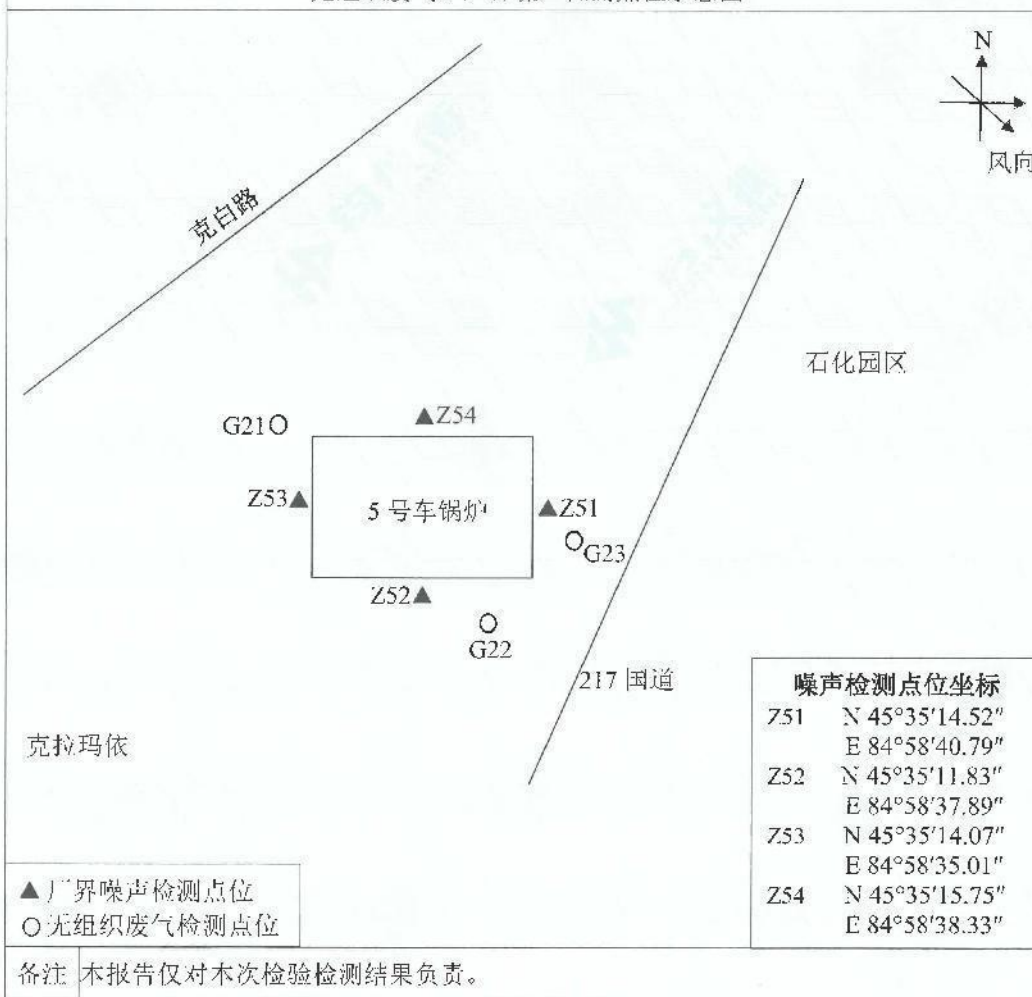 N
风向
克白路
石化园区
G21
▲Z54
Z53▲
5 号车锅炉
▲Z51
G23
Z52▲
G22
217 国道
克拉玛依
噪声检测点位坐标
Z51 N 45°35′14.52″
E 84°58′40.79″
Z52 N 45°35′11.83″
E 84°58′37.89″
Z53 N 45°35′14.07″
E 84°58′35.01″
Z54 N 45°35′15.75″
E 84°58′38.33″
▲厂界噪声检测点位
○无组织废气检测点位
备注 本报告仅对本次检验检测结果负责。